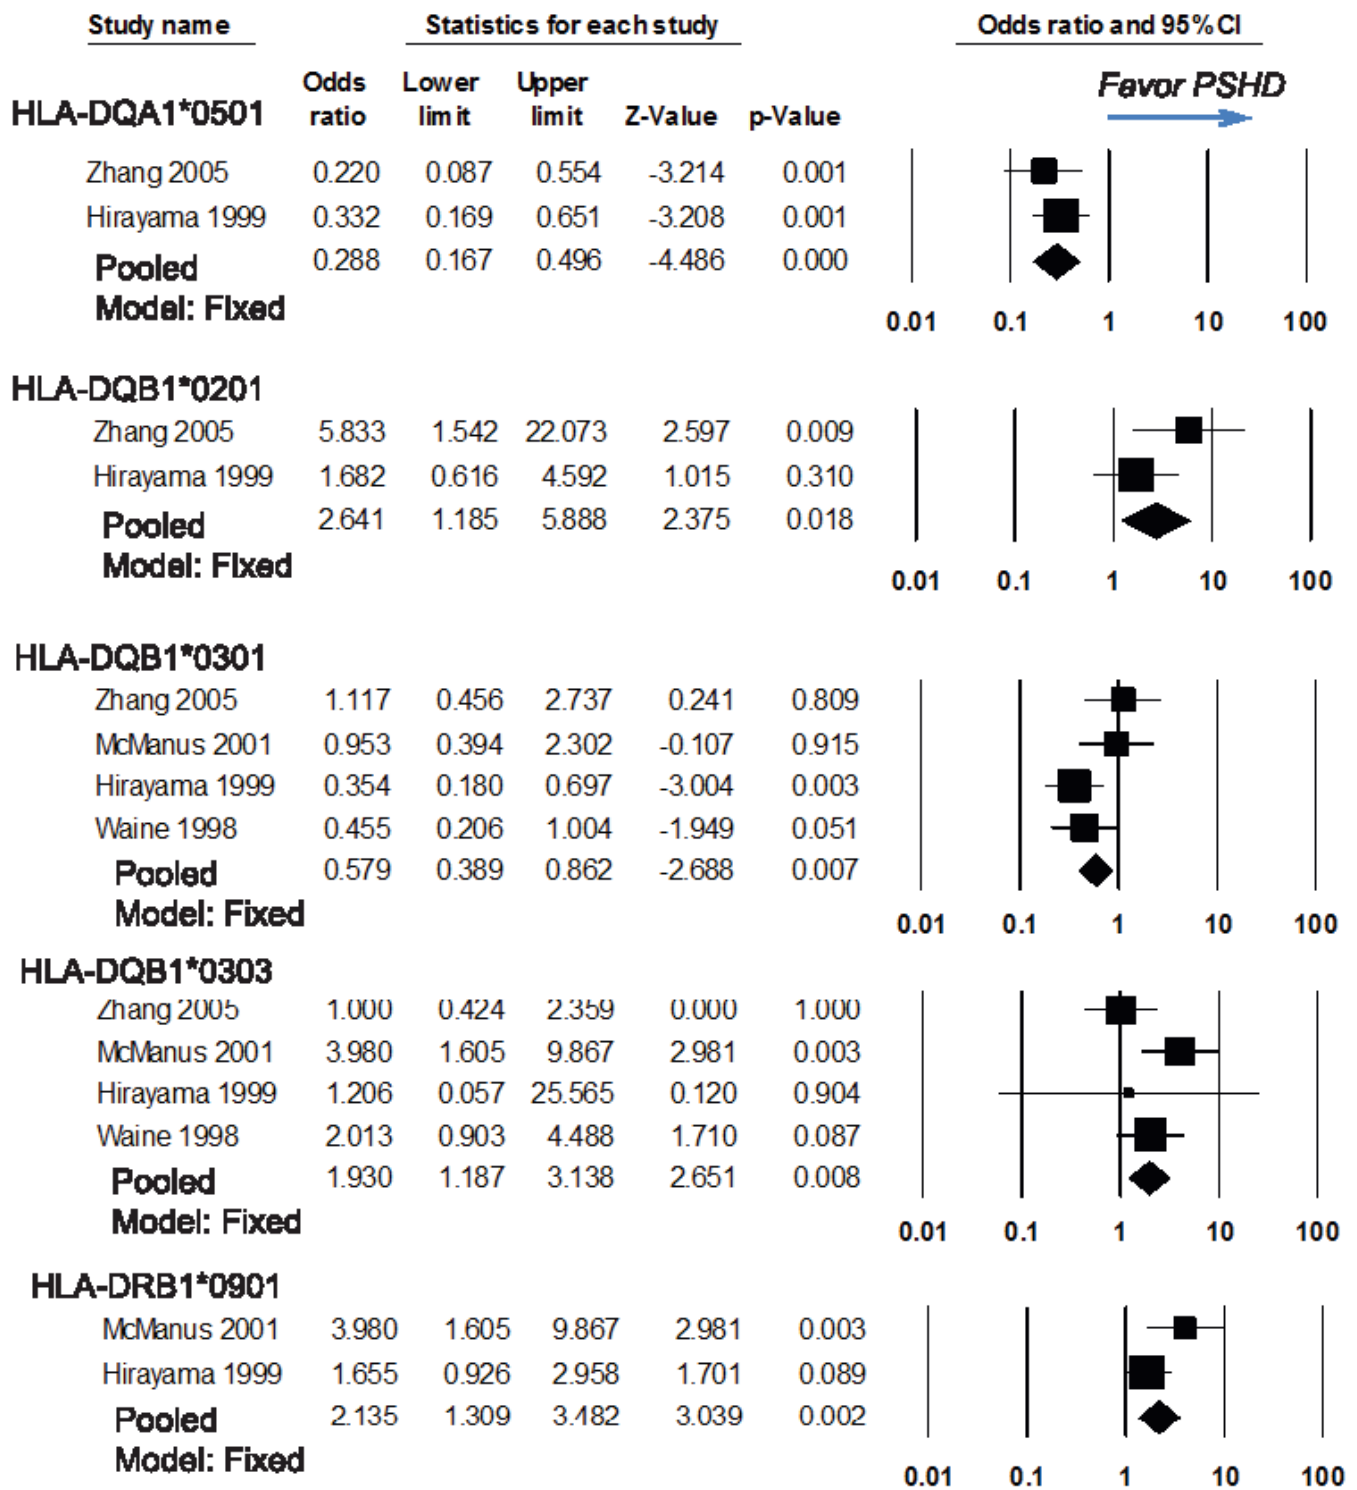 Study name Statistics for each study Odds ratio and 95% CI
Odds Lower Upper Favor PSHD
HLA-DQA1*0501 ratio limit limit Z-Value p-Value
Zhang 2005 0.220 0.087 0.554 -3.214 0.001
Hirayama 1999 0.332 0.169 0.651 -3.208 0.001
Pooled 0.288 0.167 0.496 -4.486 0.000
Model: Fixed
0.01 0.1 1 10 100
HLA-DQB1*0201
Zhang 2005 5.833 1.542 22.073 2.597 0.009
Hirayama 1999 1.682 0.616 4.592 1.015 0.310
Pooled 2.641 1.185 5.888 2.375 0.018
Model: Fixed
0.01 0.1 1 10 100
HLA-DQB1*0301
Zhang 2005 1.117 0.456 2.737 0.241 0.809
McManus 2001 0.953 0.394 2.302 -0.107 0.915
Hirayama 1999 0.354 0.180 0.697 -3.004 0.003
Waine 1998 0.455 0.206 1.004 -1.949 0.051
Pooled 0.579 0.389 0.862 -2.688 0.007
Model: Fixed
0.01 0.1 1 10 100
HLA-DQB1*0303
Zhang 2005 1.000 0.424 2.359 0.000 1.000
McManus 2001 3.980 1.605 9.867 2.981 0.003
Hirayama 1999 1.206 0.057 25.565 0.120 0.904
Waine 1998 2.013 0.903 4.488 1.710 0.087
Pooled 1.930 1.187 3.138 2.651 0.008
Model: Fixed
0.01 0.1 1 10 100
HLA-DRB1*0901
McManus 2001 3.980 1.605 9.867 2.981 0.003
Hirayama 1999 1.655 0.926 2.958 1.701 0.089
Pooled 2.135 1.309 3.482 3.039 0.002
Model: Fixed
0.01 0.1 1 10 100